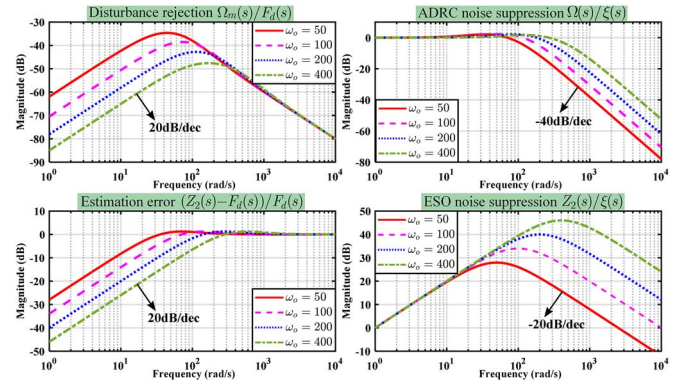 Disturbance rejection Ω_m(s)/F_d(s)
-30
-40
-50
-60
-70
-80
-90
Magnitude (dB)
ω_o = 50
ω_o = 100
ω_o = 200
ω_o = 400
20dB/dec
10^0 10^1 10^2 10^3 10^4
Frequency (rad/s)
ADRC noise suppression Ω(s)/ξ(s)
20
0
-20
-40
-60
-80
Magnitude (dB)
ω_o = 50
ω_o = 100
ω_o = 200
ω_o = 400
-40dB/dec
10^0 10^1 10^2 10^3 10^4
Frequency (rad/s)
Estimation error (Z_2(s)−F_d(s))/F_d(s)
10
0
-10
-20
-30
-40
-50
Magnitude (dB)
20dB/dec
ω_o = 50
ω_o = 100
ω_o = 200
ω_o = 400
10^0 10^1 10^2 10^3 10^4
Frequency (rad/s)
ESO noise suppression Z_2(s)/ξ(s)
50
40
30
20
10
0
-10
Magnitude (dB)
ω_o = 50
ω_o = 100
ω_o = 200
ω_o = 400
-20dB/dec
10^0 10^1 10^2 10^3 10^4
Frequency (rad/s)